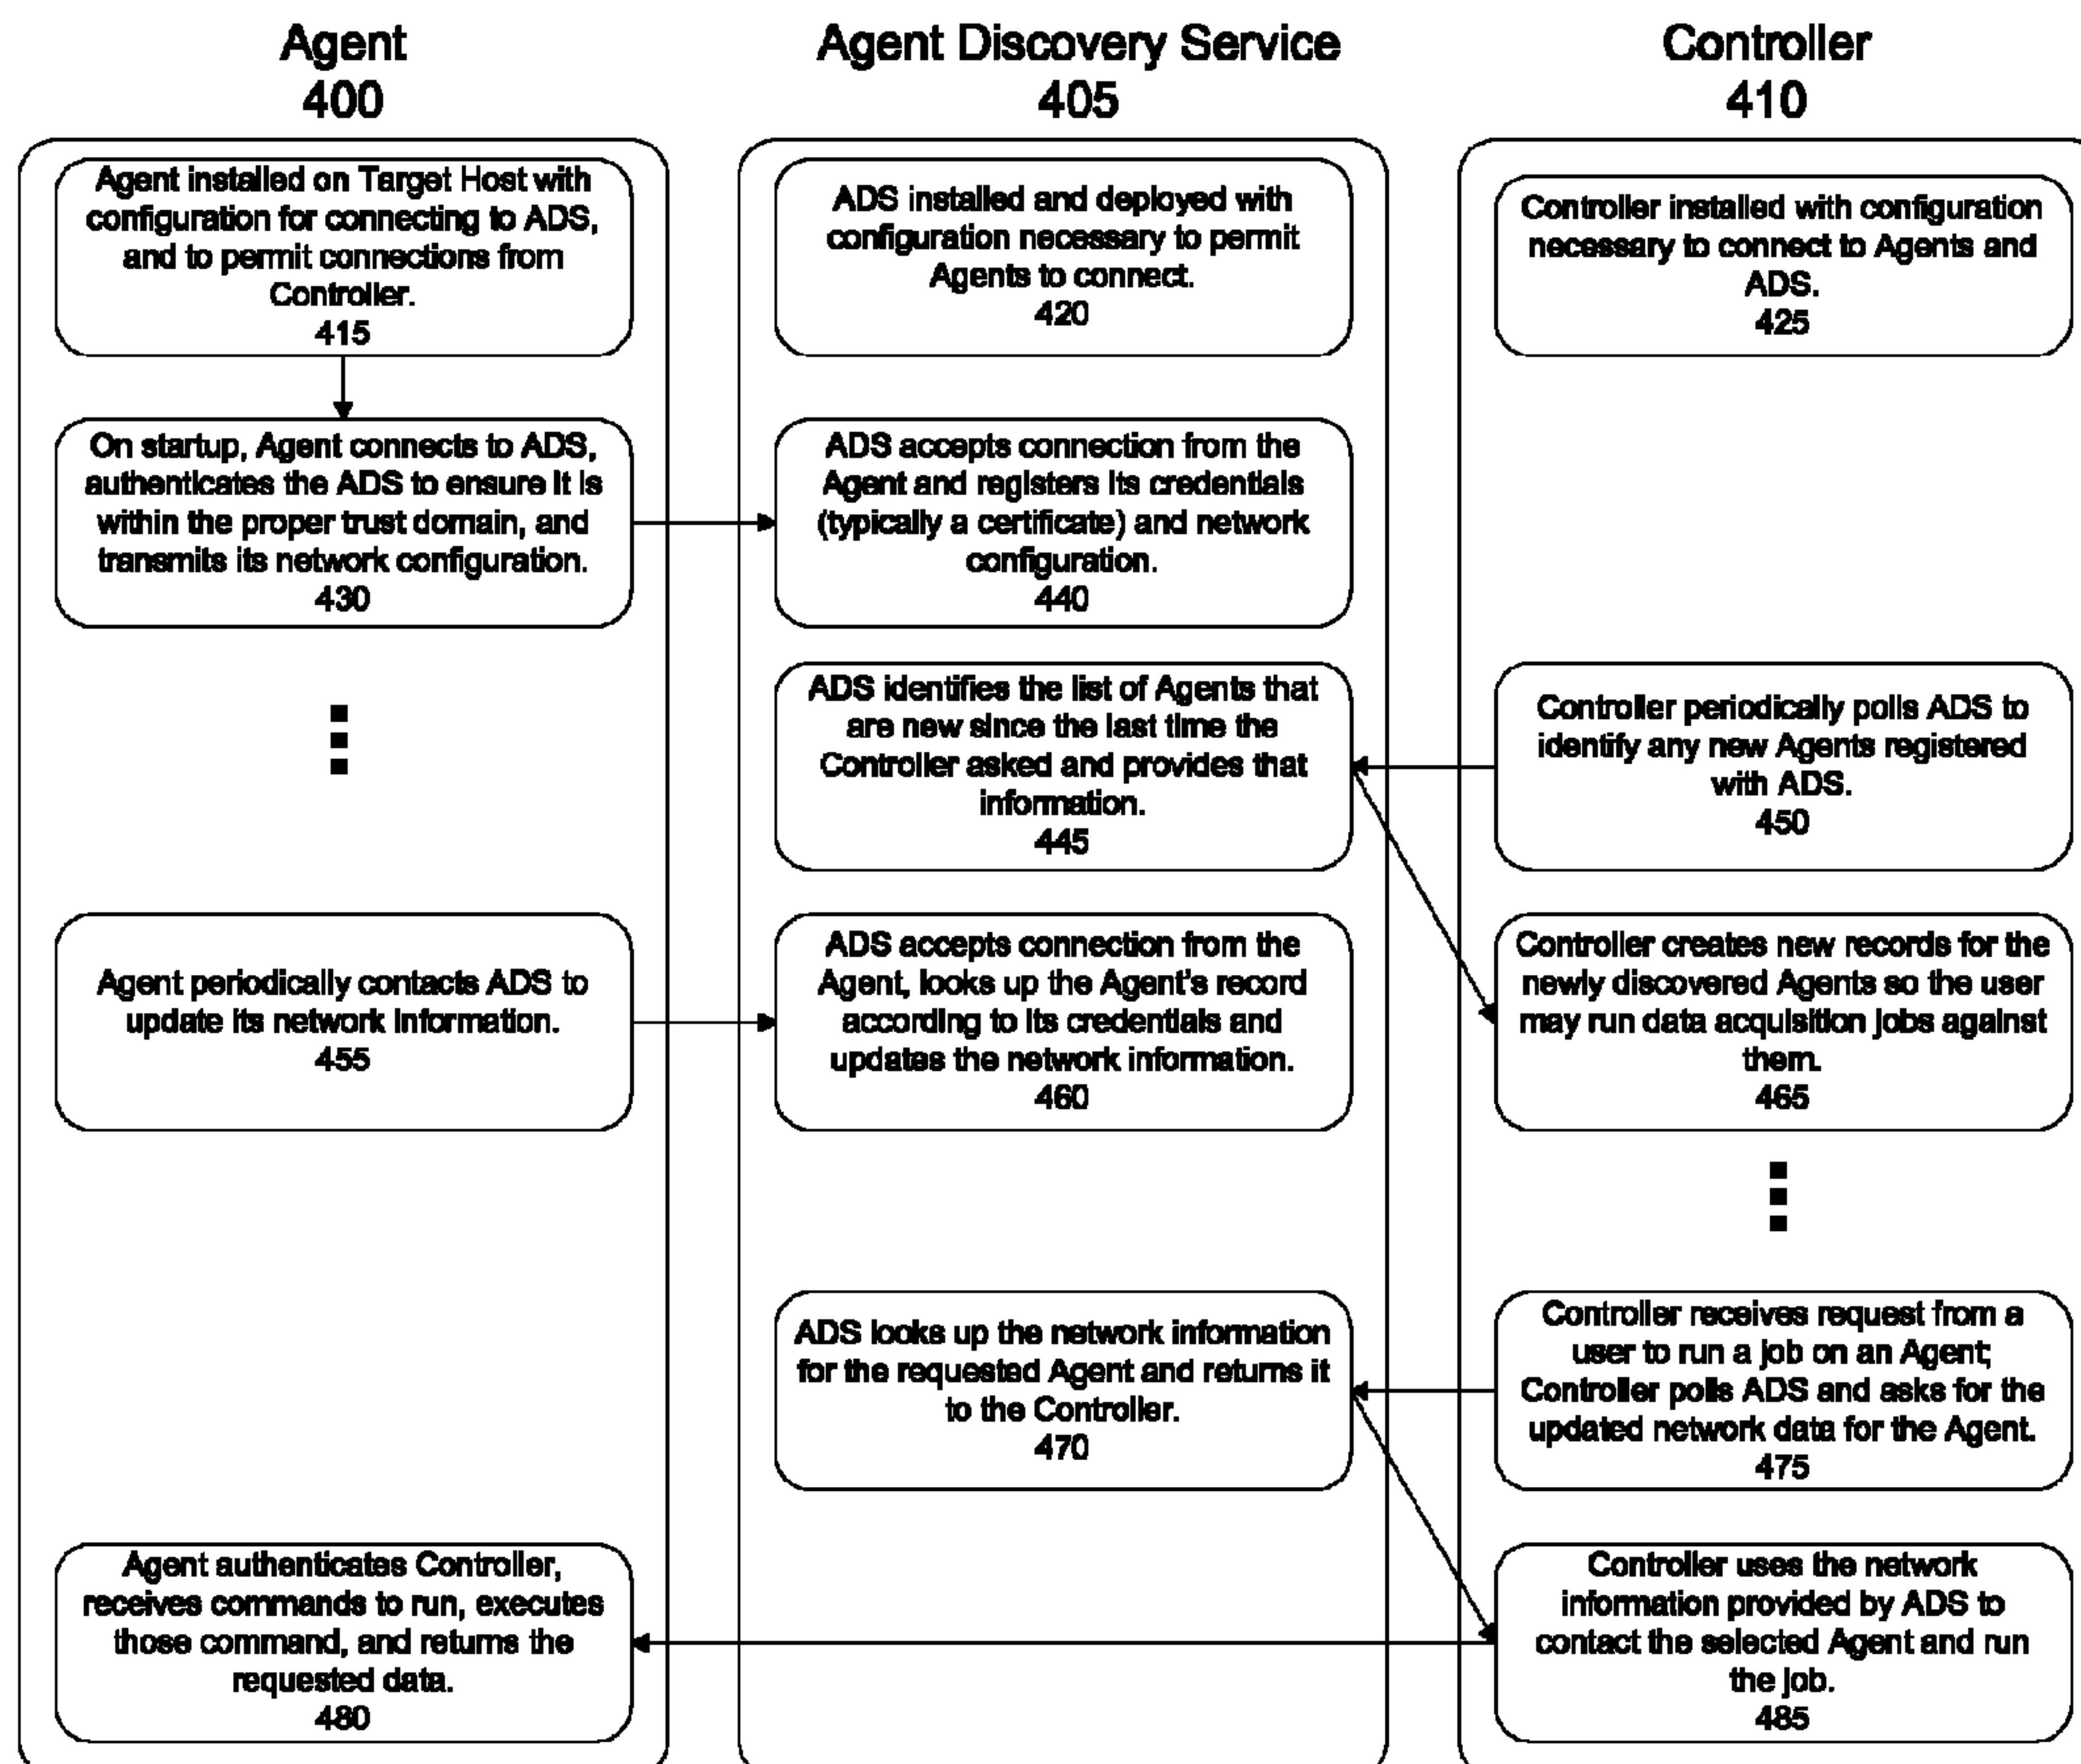 Agent
400
Agent Discovery Service
405
Controller
410
Agent installed on Target Host with
configuration for connecting to ADS,
and to permit connections from
Controller.
415
ADS installed and deployed with
configuration necessary to permit
Agents to connect.
420
Controller installed with configuration
necessary to connect to Agents and
ADS.
425
On startup, Agent connects to ADS,
authenticates the ADS to ensure it is
within the proper trust domain, and
transmits its network configuration.
430
ADS accepts connection from the
Agent and registers its credentials
(typically a certificate) and network
configuration.
440
ADS identifies the list of Agents that
are new since the last time the
Controller asked and provides that
information.
445
Controller periodically polls ADS to
identify any new Agents registered
with ADS.
450
Agent periodically contacts ADS to
update its network information.
455
ADS accepts connection from the
Agent, looks up the Agent's record
according to its credentials and
updates the network information.
460
Controller creates new records for the
newly discovered Agents so the user
may run data acquisition jobs against
them.
465
ADS looks up the network information
for the requested Agent and returns it
to the Controller.
470
Controller receives request from a
user to run a job on an Agent;
Controller polls ADS and asks for the
updated network data for the Agent.
475
Agent authenticates Controller,
receives commands to run, executes
those command, and returns the
requested data.
480
Controller uses the network
information provided by ADS to
contact the selected Agent and run
the job.
485